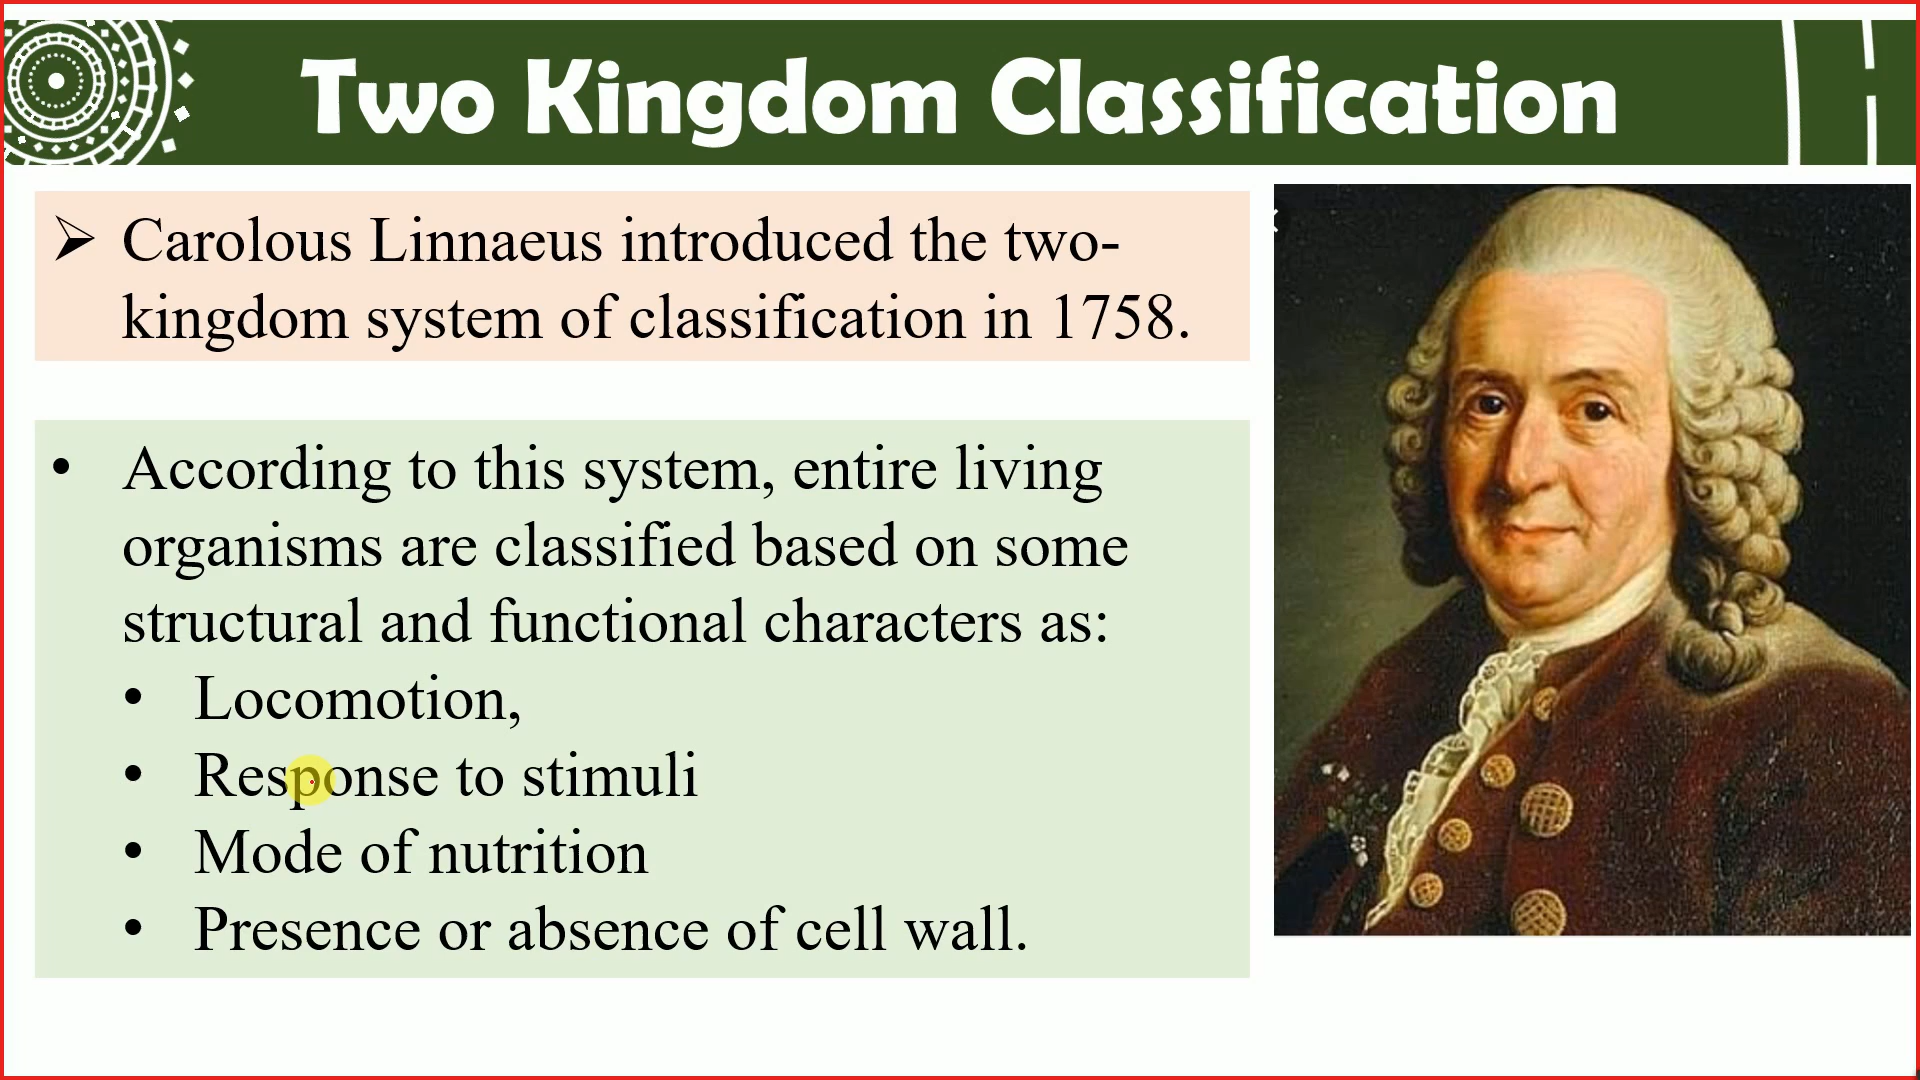 Two Kingdom Classification
➢ Carolous Linnaeus introduced the two-
kingdom system of classification in 1758.
• According to this system, entire living
organisms are classified based on some
structural and functional characters as:
• Locomotion,
• Response to stimuli
• Mode of nutrition
• Presence or absence of cell wall.